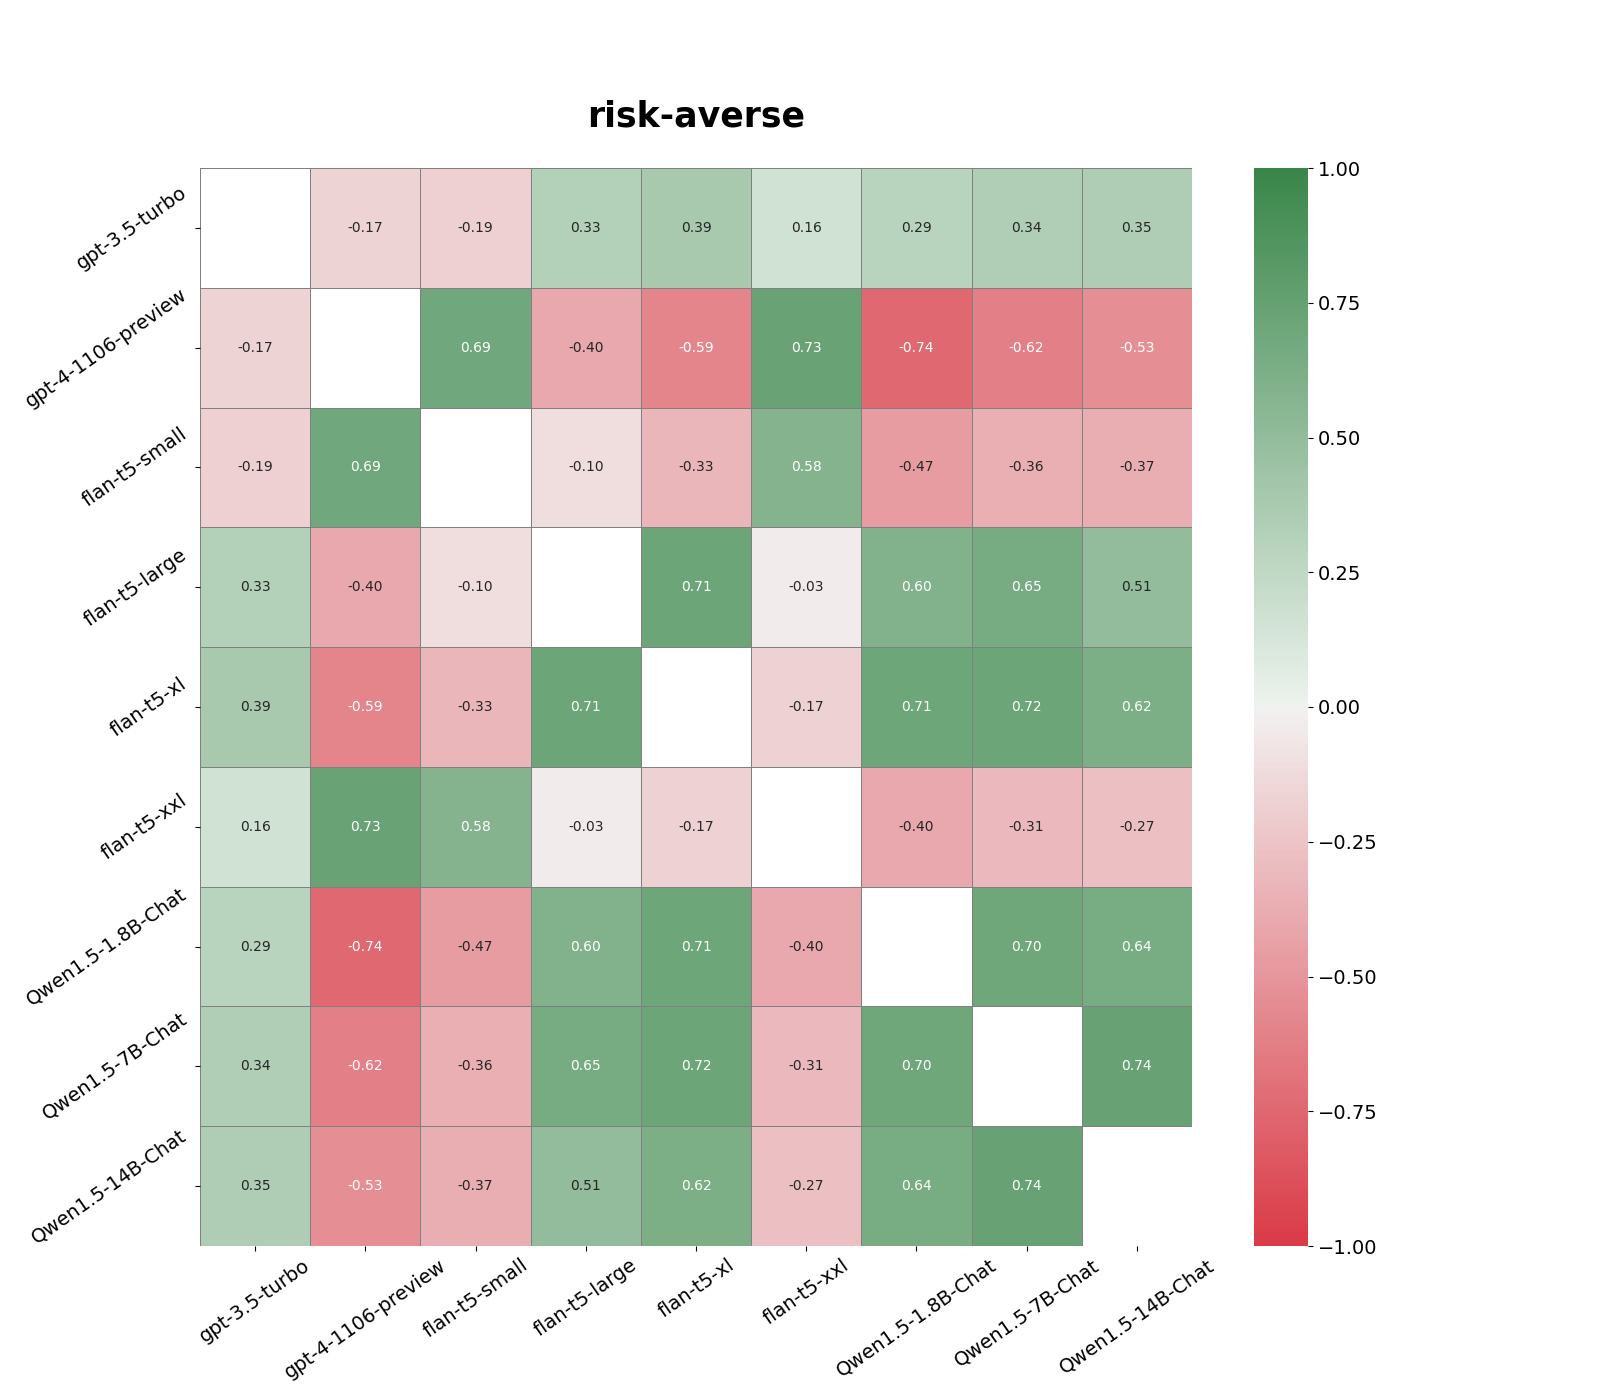 risk-averse
gpt-3.5-turbo -0.17 -0.19 0.33 0.39 0.16 0.29 0.34 0.35
gpt-4-1106-preview -0.17 0.69 -0.40 -0.59 0.73 -0.74 -0.62 -0.53
flan-t5-small -0.19 0.69 -0.10 -0.33 0.58 -0.47 -0.36 -0.37
flan-t5-large 0.33 -0.40 -0.10 0.71 -0.03 0.60 0.65 0.51
flan-t5-xl 0.39 -0.59 -0.33 0.71 -0.17 0.71 0.72 0.62
flan-t5-xxl 0.16 0.73 0.58 -0.03 -0.17 -0.40 -0.31 -0.27
Qwen1.5-1.8B-Chat 0.29 -0.74 -0.47 0.60 0.71 -0.40 0.70 0.64
Qwen1.5-7B-Chat 0.34 -0.62 -0.36 0.65 0.72 -0.31 0.70 0.74
Qwen1.5-14B-Chat 0.35 -0.53 -0.37 0.51 0.62 -0.27 0.64 0.74
gpt-3.5-turbo gpt-4-1106-preview flan-t5-small flan-t5-large flan-t5-xl flan-t5-xxl Qwen1.5-1.8B-Chat Qwen1.5-7B-Chat Qwen1.5-14B-Chat
1.00
0.75
0.50
0.25
0.00
−0.25
−0.50
−0.75
−1.00